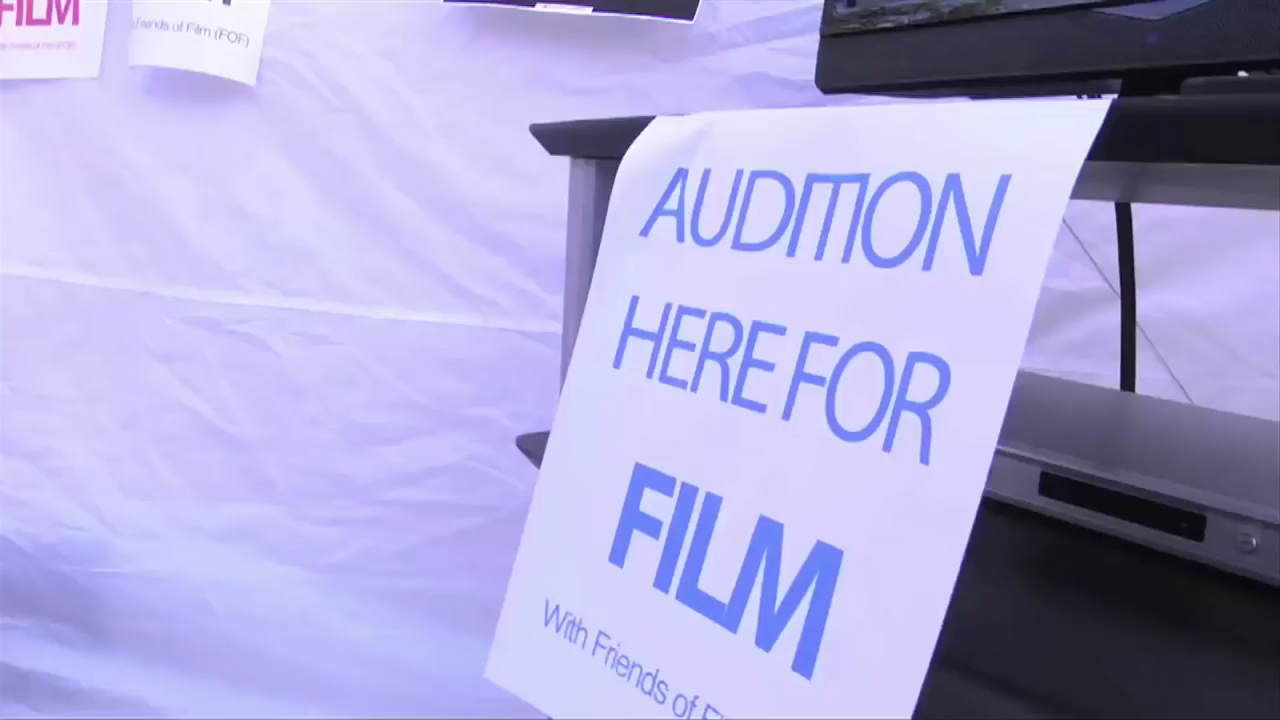 FILM
Friends of Film (FOF)
AUDITION
HERE FOR
FILM
With Friends of